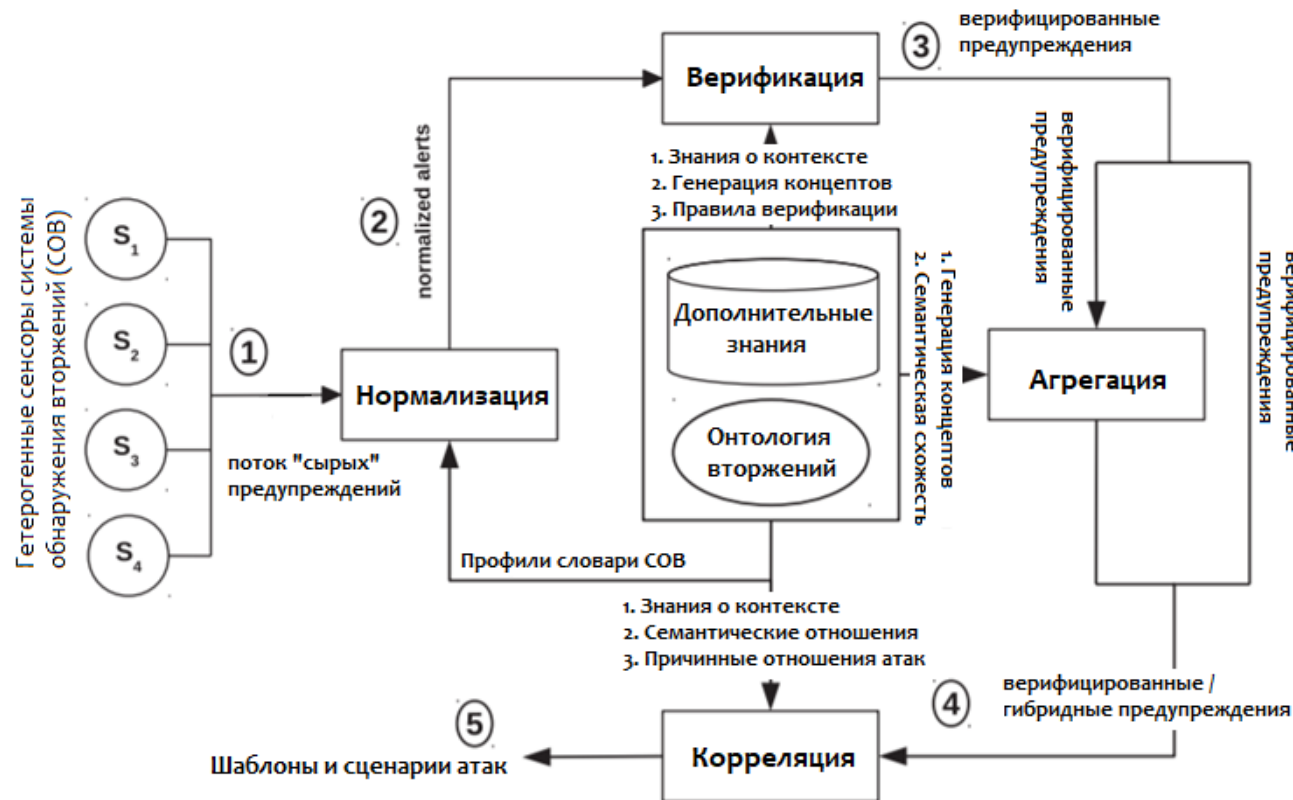 верифицированные
предупреждения
3
Верификация
normalized alerts
2
1. Знания о контексте
2. Генерация концептов
3. Правила верификации
верифицированные
предупреждения
верифицированные
предупреждения
Гетерогенные сенсоры системы
обнаружения вторжений (СОВ)
S1
S2
S3
S4
1
поток "сырых"
предупреждений
Нормализация
Дополнительные
знания
Онтология
вторжений
1. Генерация концептов
2. Семантическая схожесть
Агрегация
Профили словари СОВ
1. Знания о контексте
2. Семантические отношения
3. Причинные отношения атак
верифицированные /
гибридные предупреждения
4
Корреляция
5
Шаблоны и сценарии атак